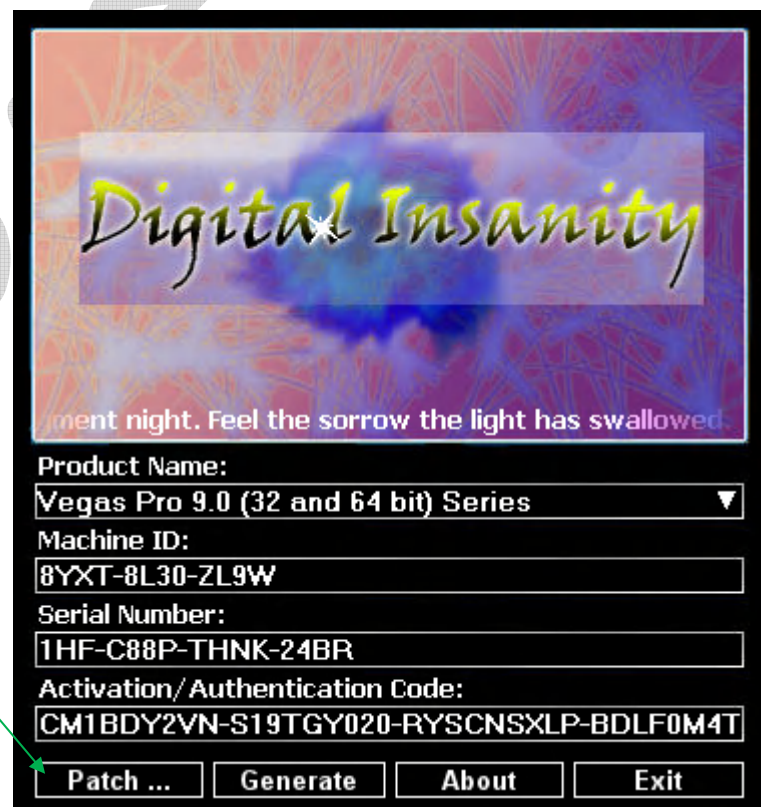 Digital Insanity
ment night. Feel the sorrow the light has swallowed.
Product Name:
Vegas Pro 9.0 (32 and 64 bit) Series
Machine ID:
8YXT-8L30-ZL9W
Serial Number:
1HF-C88P-THNK-24BR
Activation/Authentication Code:
CM1BDY2VN-S19TGY020-RYSCNSXLP-BDLF0M4T
Patch ... Generate About Exit